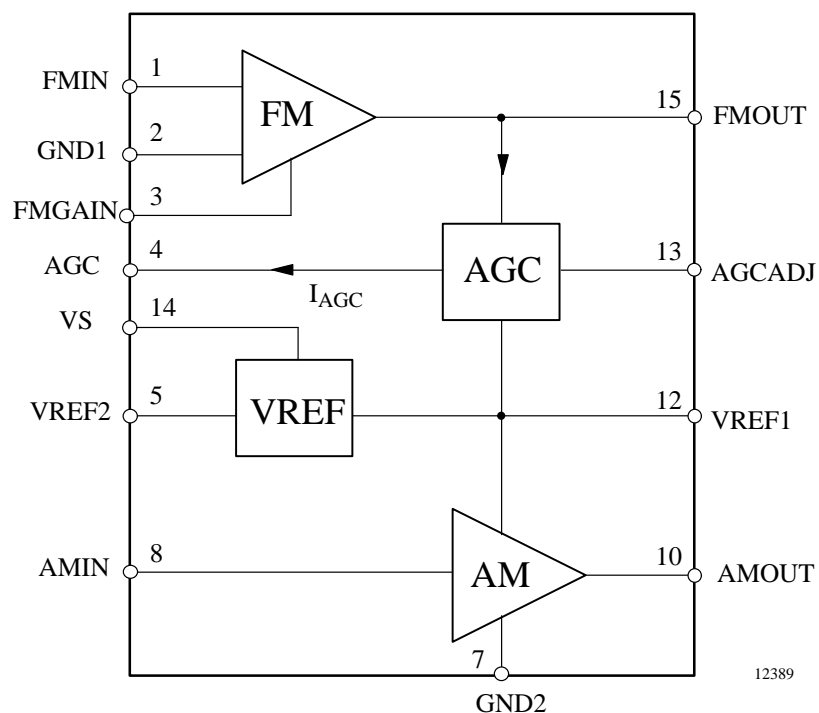 FMIN 1
FM
15 FMOUT
GND1 2
FMGAIN 3
AGC 4
I_AGC
AGC
13 AGCADJ
VS 14
VREF2 5
VREF
12 VREF1
AMIN 8
AM
10 AMOUT
7
GND2
12389